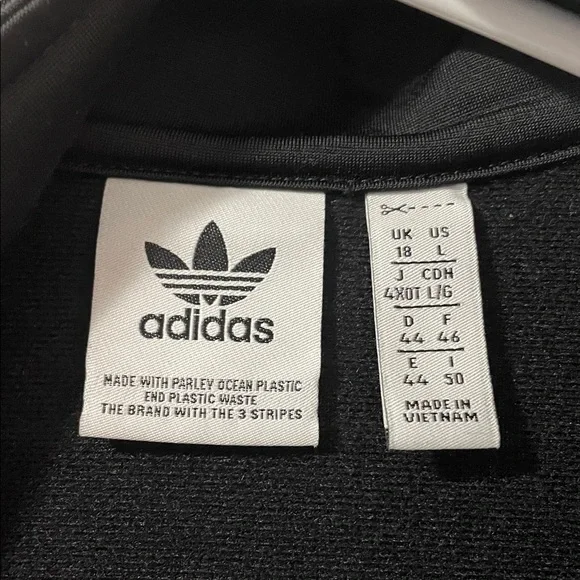 adidas
MADE WITH PARLEY OCEAN PLASTIC
END PLASTIC WASTE
THE BRAND WITH THE 3 STRIPES
UK US
18 L
J CDH
4XOT L/G
D F
44 46
E I
44 50
MADE IN
VIETNAM